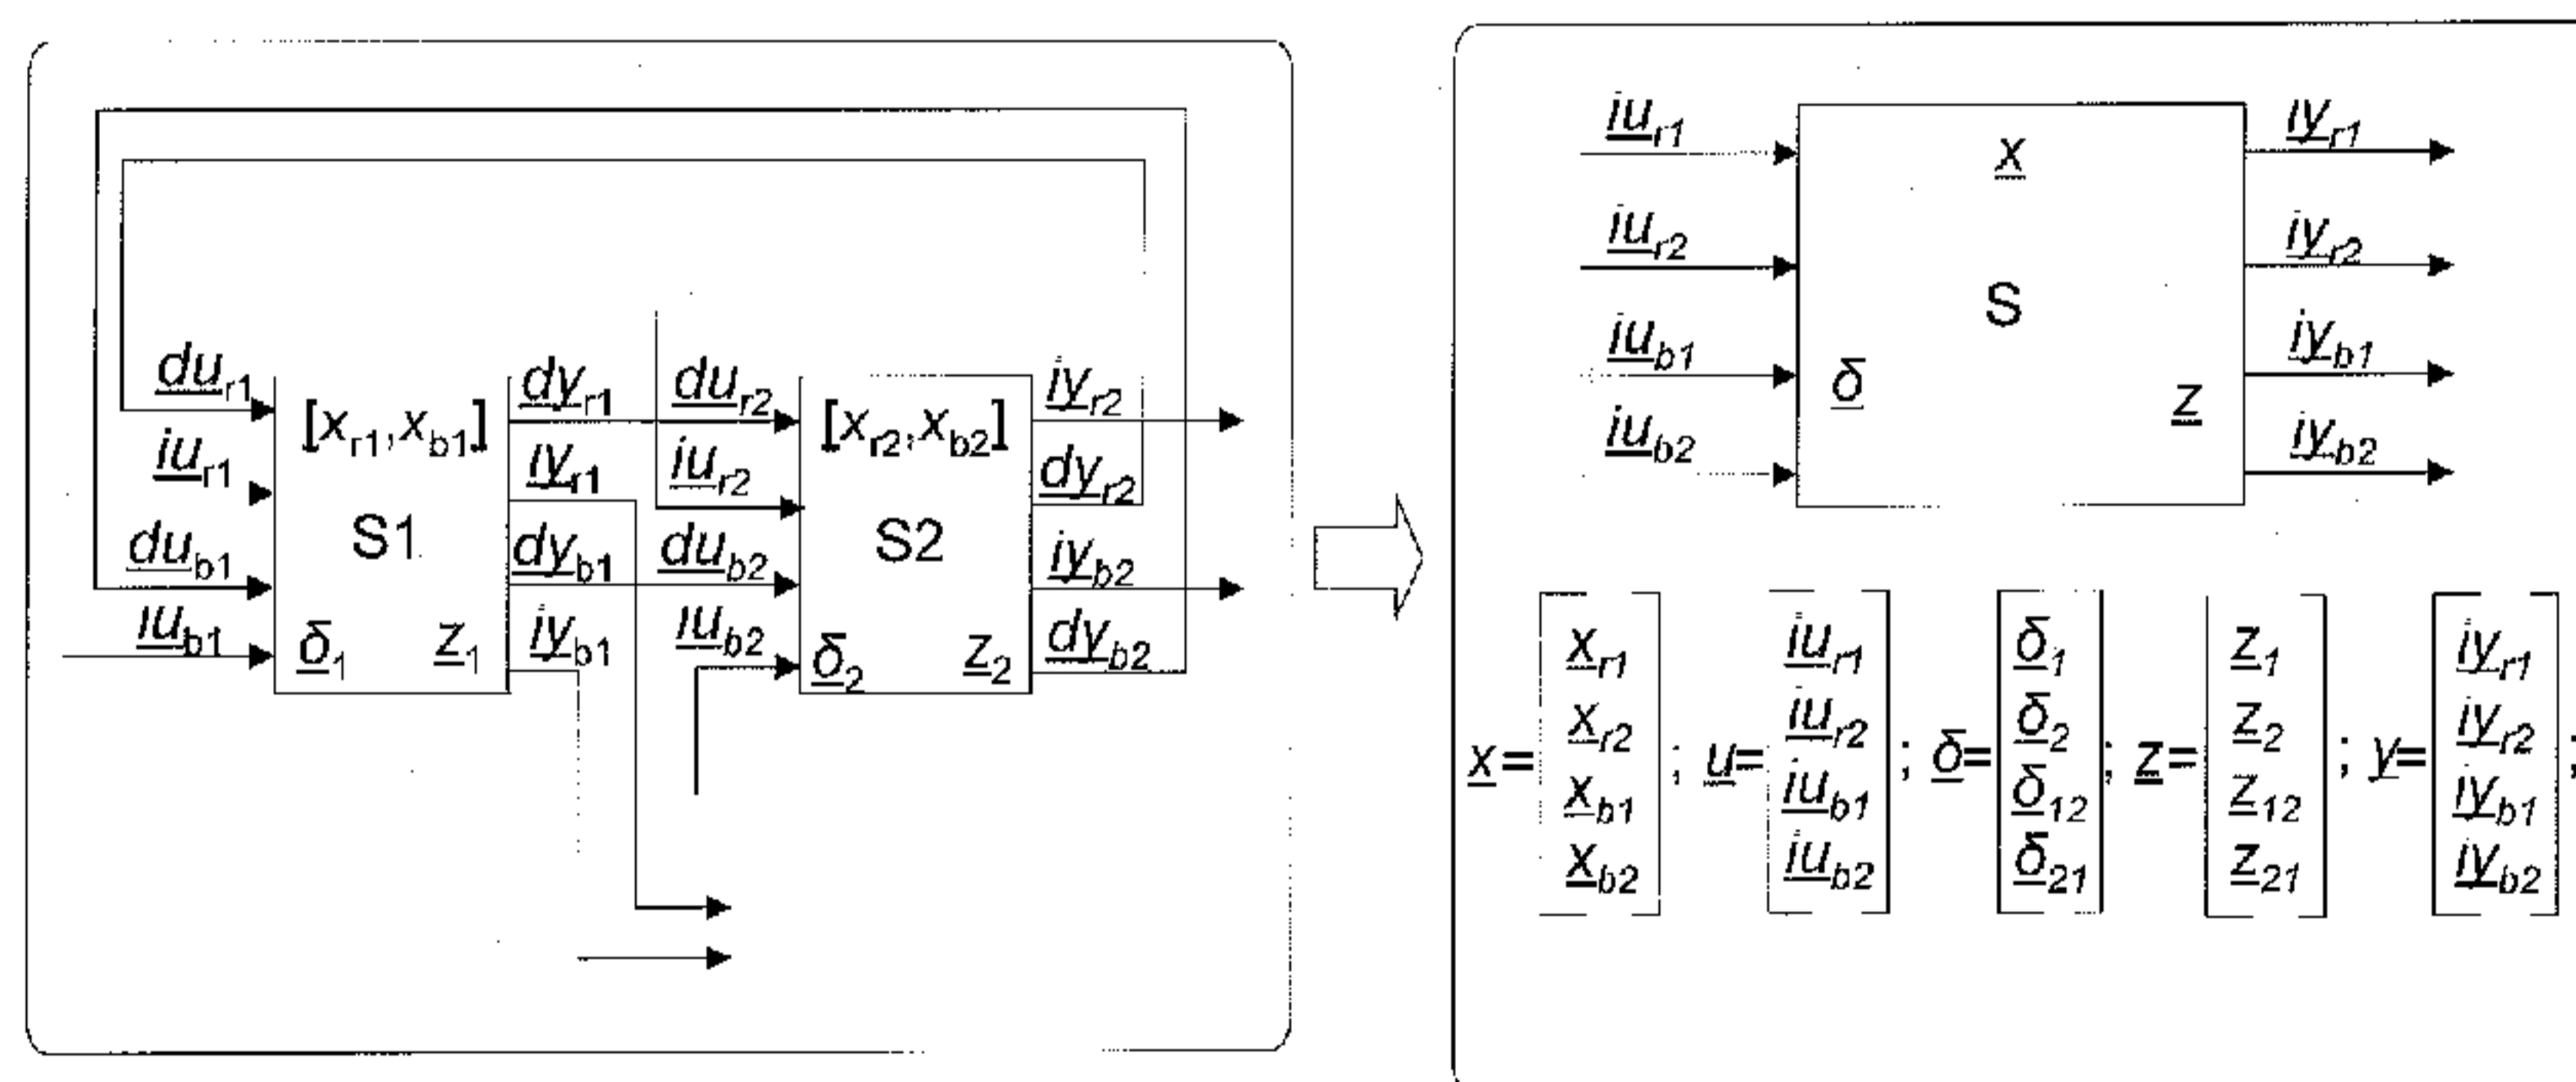 du_r1
iu_r1
du_b1
iu_b1
[x_r1,x_b1]
S1
δ_1 z_1
dy_r1
iy_r1
dy_b1
iy_b1
du_r2
iu_r2
du_b2
iu_b2
[x_r2,x_b2]
S2
δ_2 z_2
iy_r2
dy_r2
iy_b2
dy_b2
iu_r1
iu_r2
iu_b1
iu_b2
x
S
δ z
iy_r1
iy_r2
iy_b1
iy_b2
x= [x_r1 x_r2 x_b1 x_b2] ; u= [iu_r1 iu_r2 iu_b1 iu_b2] ; δ= [δ_1 δ_2 δ_12 δ_21] ; z= [z_1 z_2 z_12 z_21] ; y= [iy_r1 iy_r2 iy_b1 iy_b2] ;